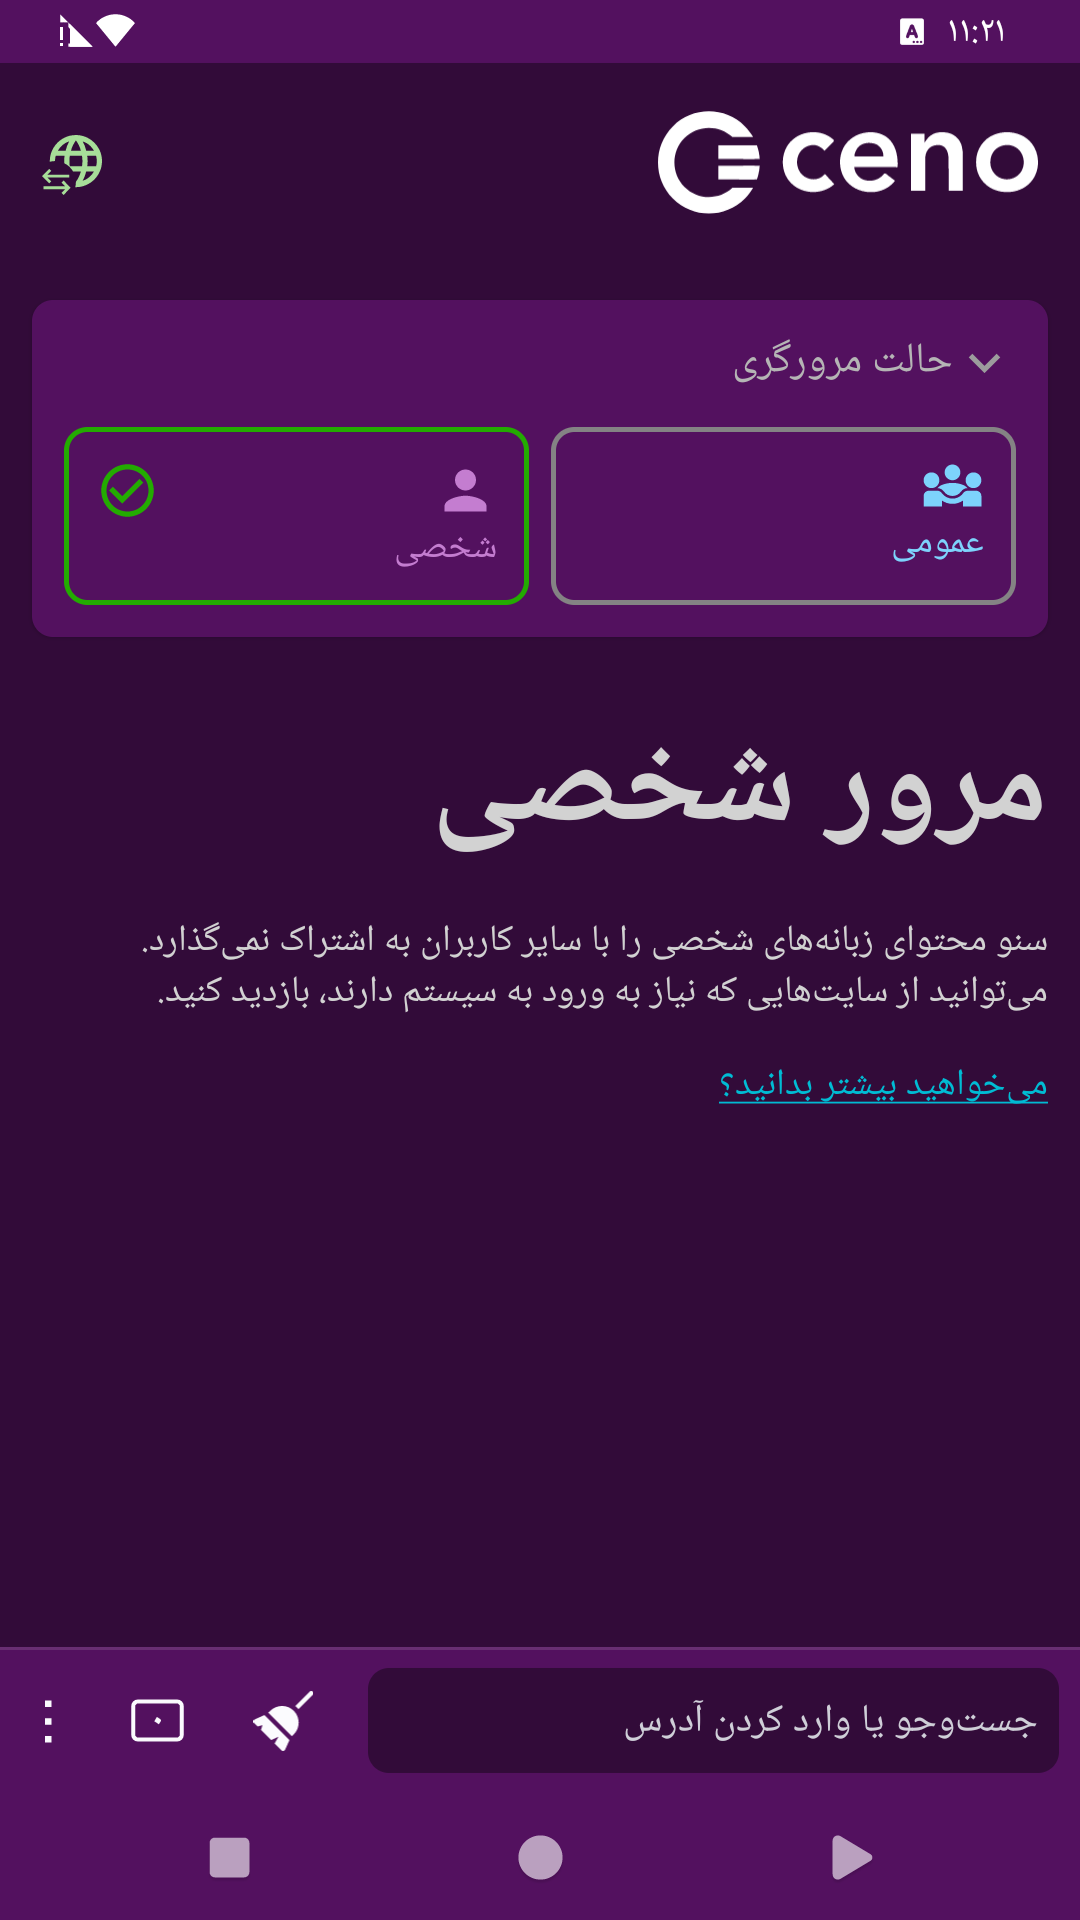 ۱۱:۲۱
ceno
حالت مرورگری
عمومی
شخصی
مرور شخصی
سنو محتوای زبانه‌های شخصی را با سایر کاربران به اشتراک نمی‌گذارد.
می‌توانید از سایت‌هایی که نیاز به ورود به سیستم دارند، بازدید کنید.
می‌خواهید بیشتر بدانید؟
جست‌وجو یا وارد کردن آدرس
۰